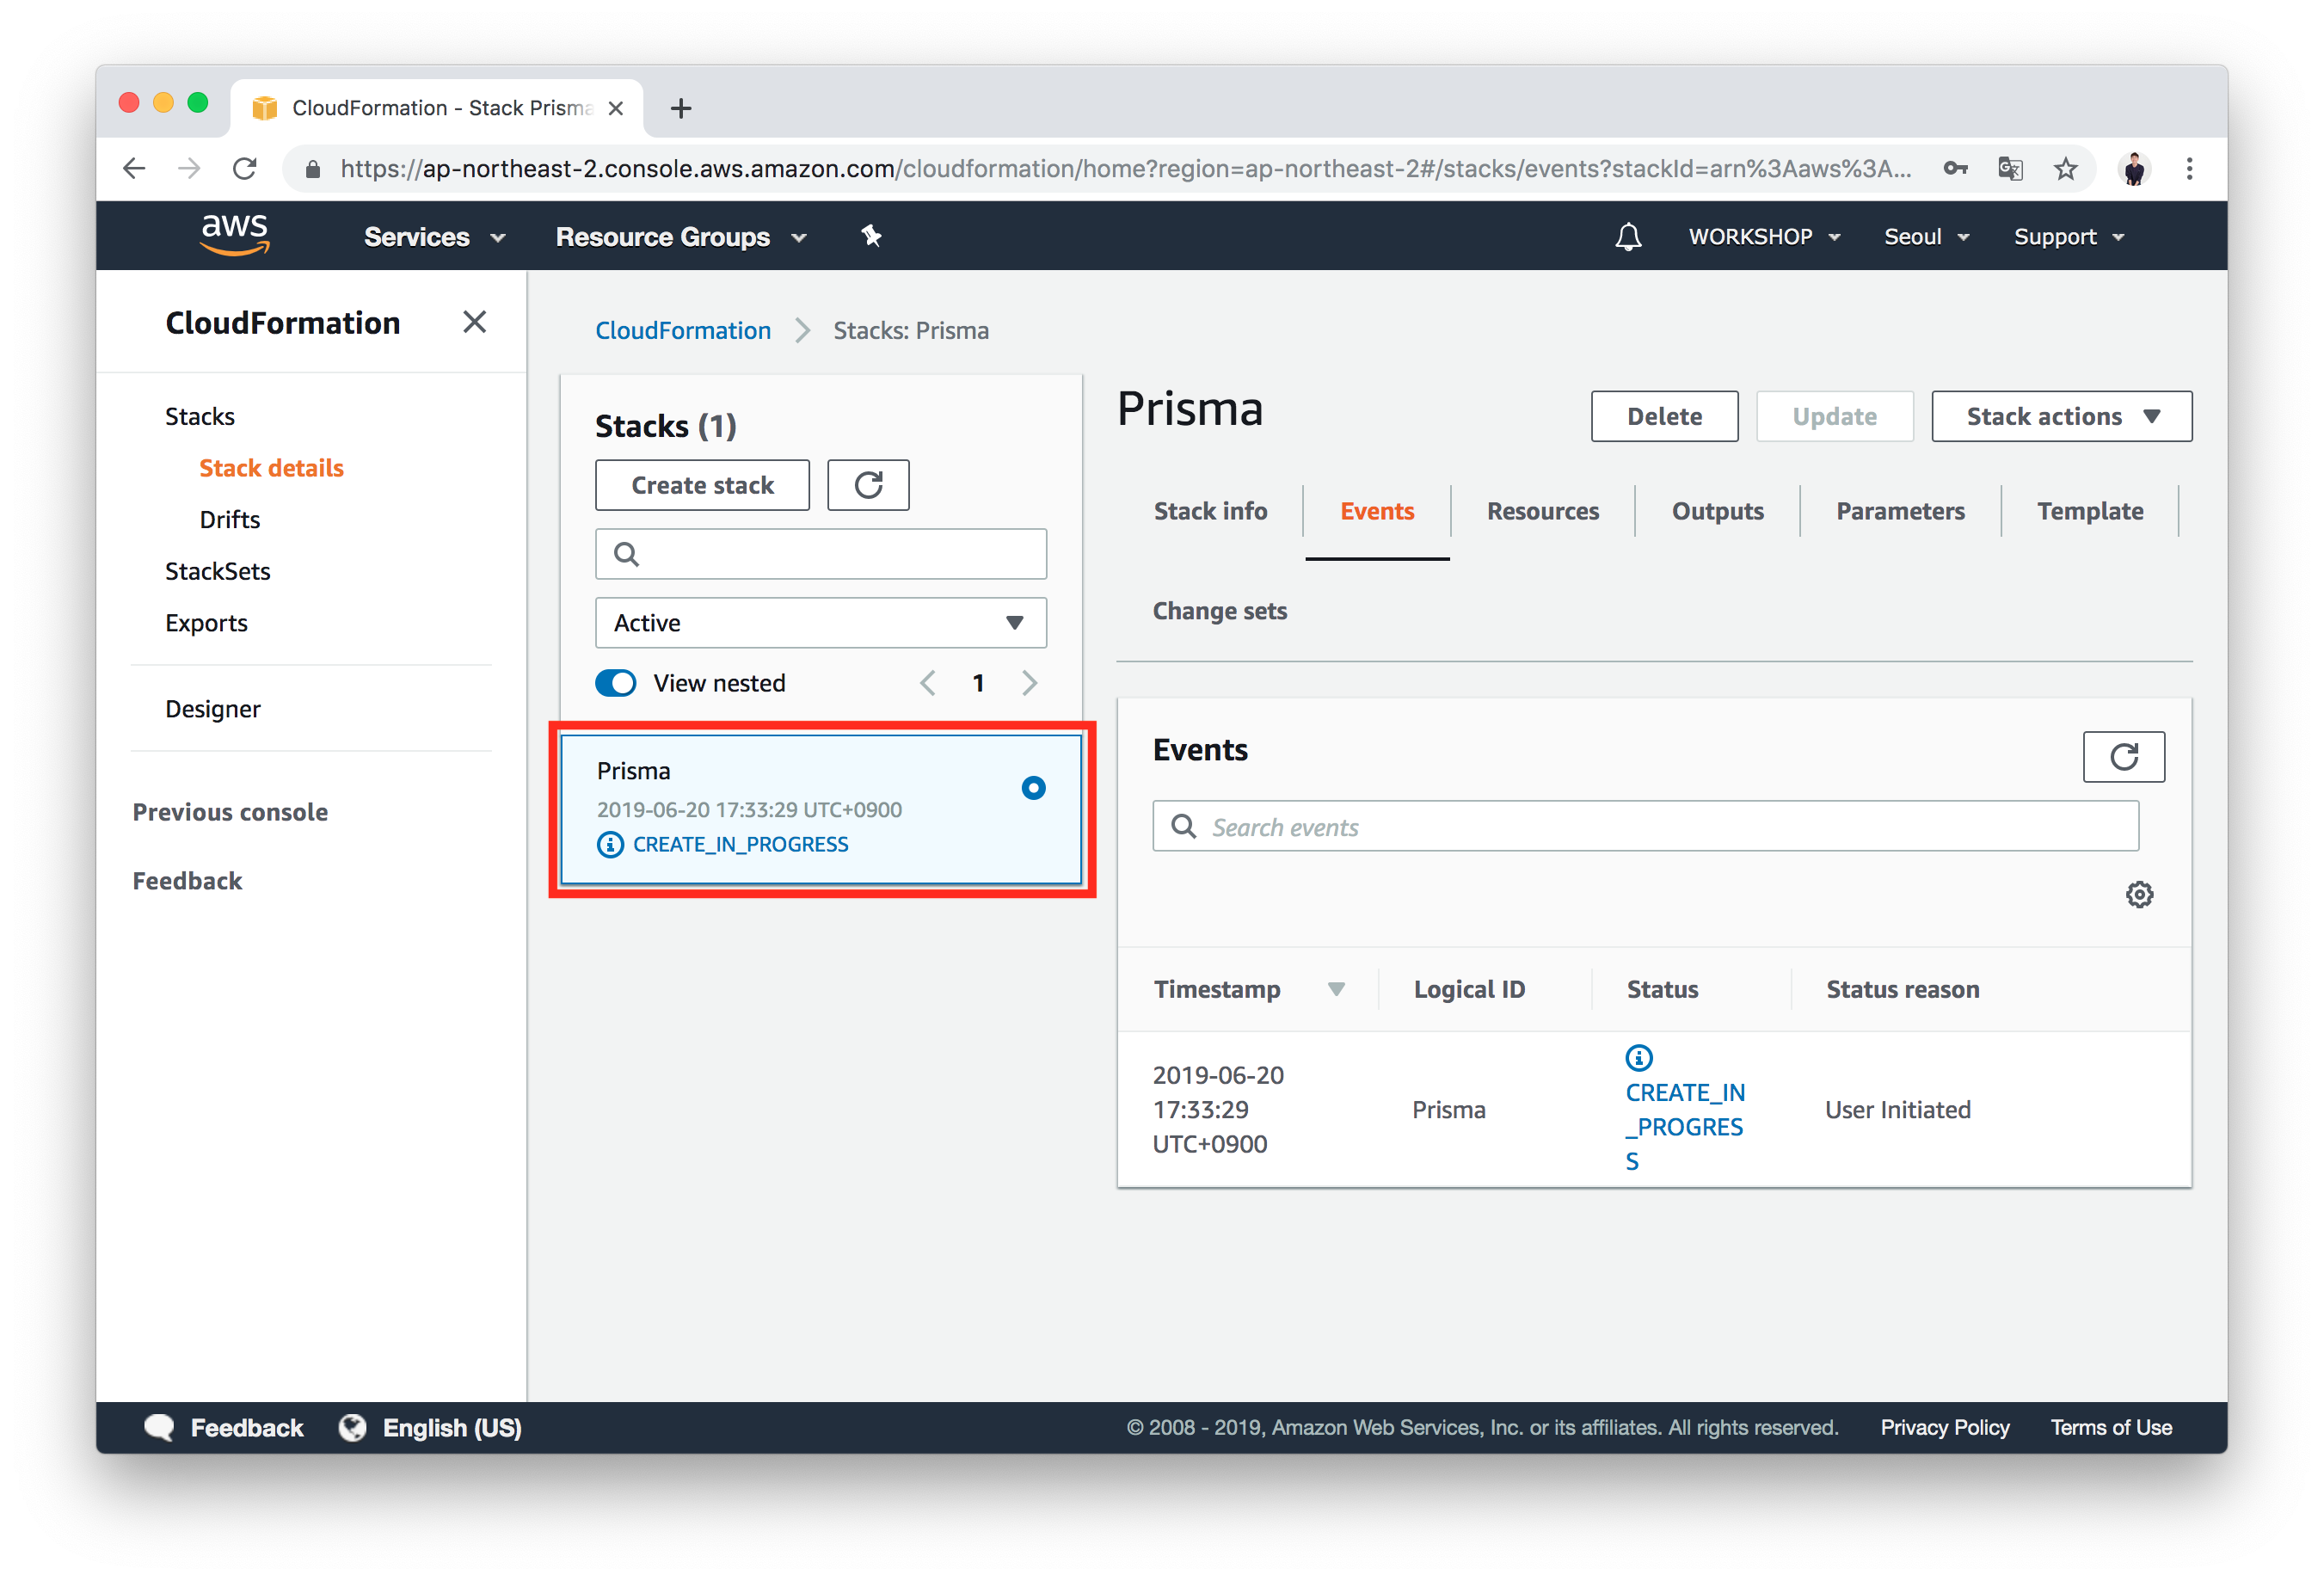 CloudFormation - Stack Prisma
https://ap-northeast-2.console.aws.amazon.com/cloudformation/home?region=ap-northeast-2#/stacks/events?stackId=arn%3Aaws%3A...
aws
Services
Resource Groups
WORKSHOP
Seoul
Support
CloudFormation
Stacks
Stack details
Drifts
StackSets
Exports
Designer
Previous console
Feedback
CloudFormation
Stacks: Prisma
Stacks (1)
Create stack
Active
View nested
1
Prisma
2019-06-20 17:33:29 UTC+0900
CREATE_IN_PROGRESS
Prisma
Delete
Update
Stack actions
Stack info
Events
Resources
Outputs
Parameters
Template
Change sets
Events
Search events
Timestamp
Logical ID
Status
Status reason
2019-06-20
17:33:29
UTC+0900
Prisma
CREATE_IN
_PROGRES
S
User Initiated
Feedback
English (US)
© 2008 - 2019, Amazon Web Services, Inc. or its affiliates. All rights reserved.
Privacy Policy
Terms of Use